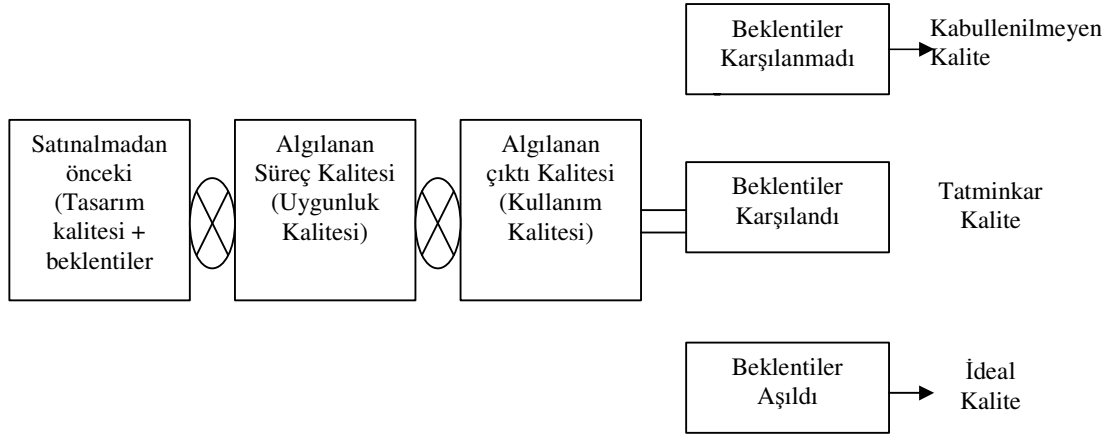 Beklentiler
Karşılanmadı
Kabullenilmeyen
Kalite
Satınalmadan
önceki
(Tasarım
kalitesi +
beklentiler
Algılanan
Süreç Kalitesi
(Uygunluk
Kalitesi)
Algılanan
çıktı Kalitesi
(Kullanım
Kalitesi)
Beklentiler
Karşılandı
Tatminkar
Kalite
Beklentiler
Aşıldı
İdeal
Kalite